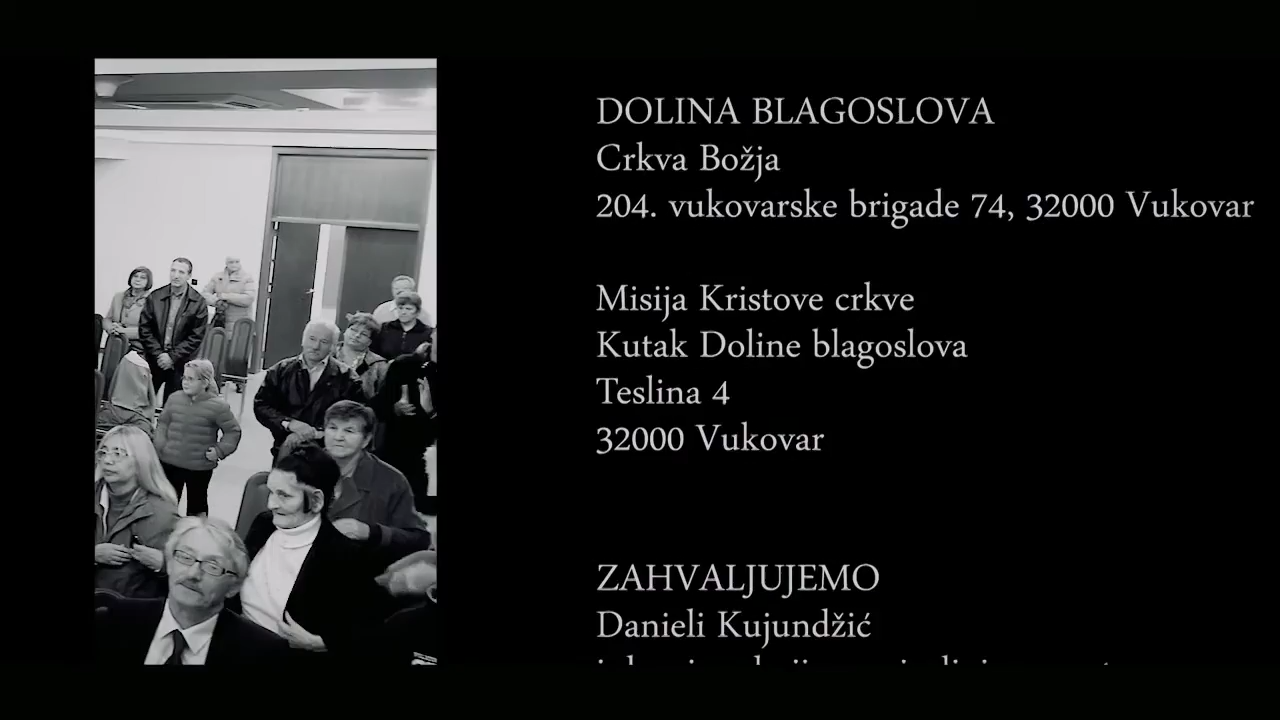 DOLINA BLAGOSLOVA
Crkva Božja
204. vukovarske brigade 74, 32000 Vukovar
Misija Kristove crkve
Kutak Doline blagoslova
Teslina 4
32000 Vukovar
ZAHVALJUJEMO
Danieli Kujundžić